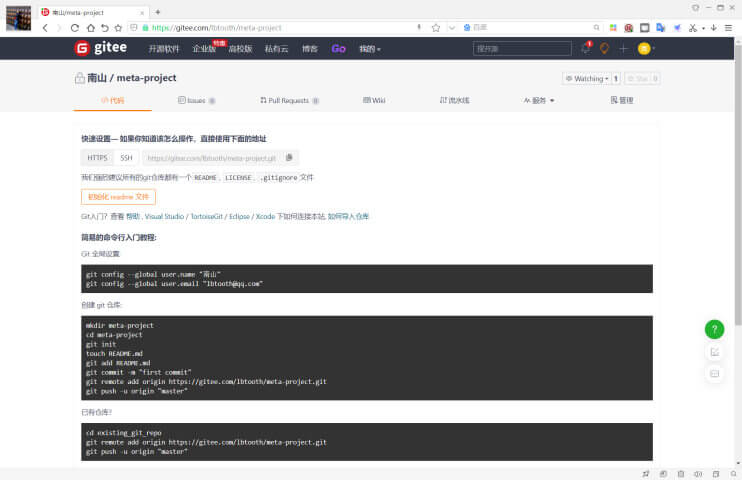 南山/meta-project
https://gitee.com/lbtooth/meta-project
百度
gitee 开源软件 企业版 特惠 高校版 私有云 博客 Go 我的
搜开源
1
南山 / meta-project
Watching 1 Star 0
代码 Issues 0 Pull Requests 0 Wiki 流水线 服务 管理
快速设置— 如果你知道该怎么操作，直接使用下面的地址
HTTPS SSH https://gitee.com/lbtooth/meta-project.git
我们强烈建议所有的git仓库都有一个 README , LICENSE , .gitignore 文件
初始化 readme 文件
Git入门？查看 帮助 , Visual Studio / TortoiseGit / Eclipse / Xcode 下如何连接本站, 如何导入仓库
简易的命令行入门教程:
Git 全局设置:
git config --global user.name "南山"
git config --global user.email "lbtooth@qq.com"
创建 git 仓库:
mkdir meta-project
cd meta-project
git init
touch README.md
git add README.md
git commit -m "first commit"
git remote add origin https://gitee.com/lbtooth/meta-project.git
git push -u origin "master"
已有仓库?
cd existing_git_repo
git remote add origin https://gitee.com/lbtooth/meta-project.git
git push -u origin "master"